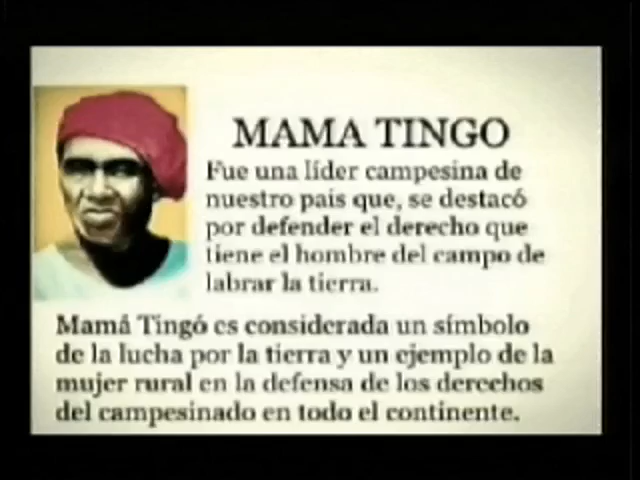 MAMA TINGO
Fue una líder campesina de
nuestro pais que, se destacó
por defender el derecho que
tiene el hombre del campo de
labrar la tierra.
Mamá Tingó es considerada un símbolo
de la lucha por la tierra y un ejemplo de la
mujer rural en la defensa de los derechos
del campesinado en todo el continente.